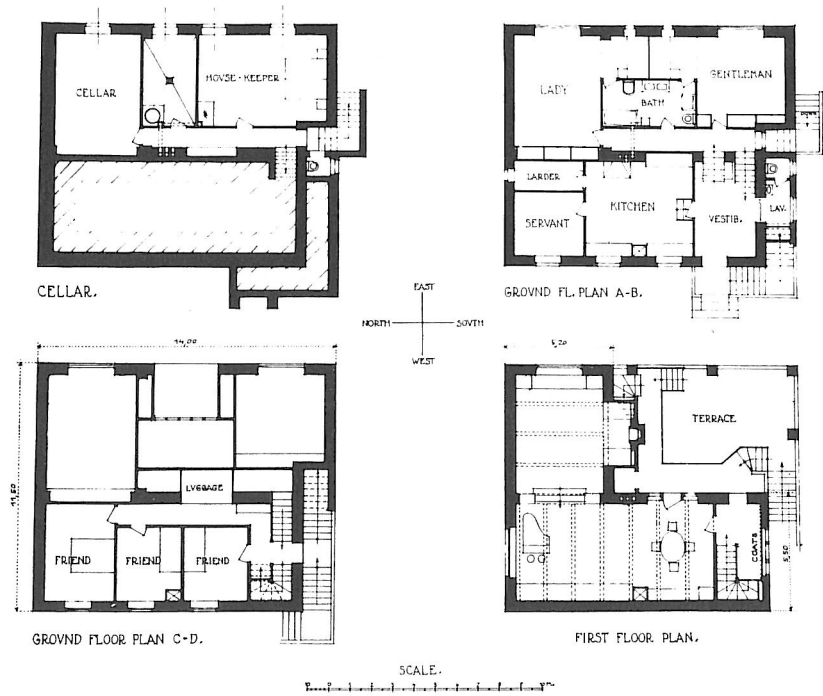 CELLAR
HOVSE-KEEPER
CELLAR.
LADY
BATH
GENTLEMAN
DOWN
LARDER
SERVANT
KITCHEN
VESTIB.
LAV.
GROVND FL. PLAN A-B.
EAST
NORTH
SOVTH
WEST
14,00
11,50
LVGGAGE
FRIEND
FRIEND
FRIEND
GROVND FLOOR PLAN C-D.
5,20
TERRACE
COATS
5,50
FIRST FLOOR PLAN.
SCALE.